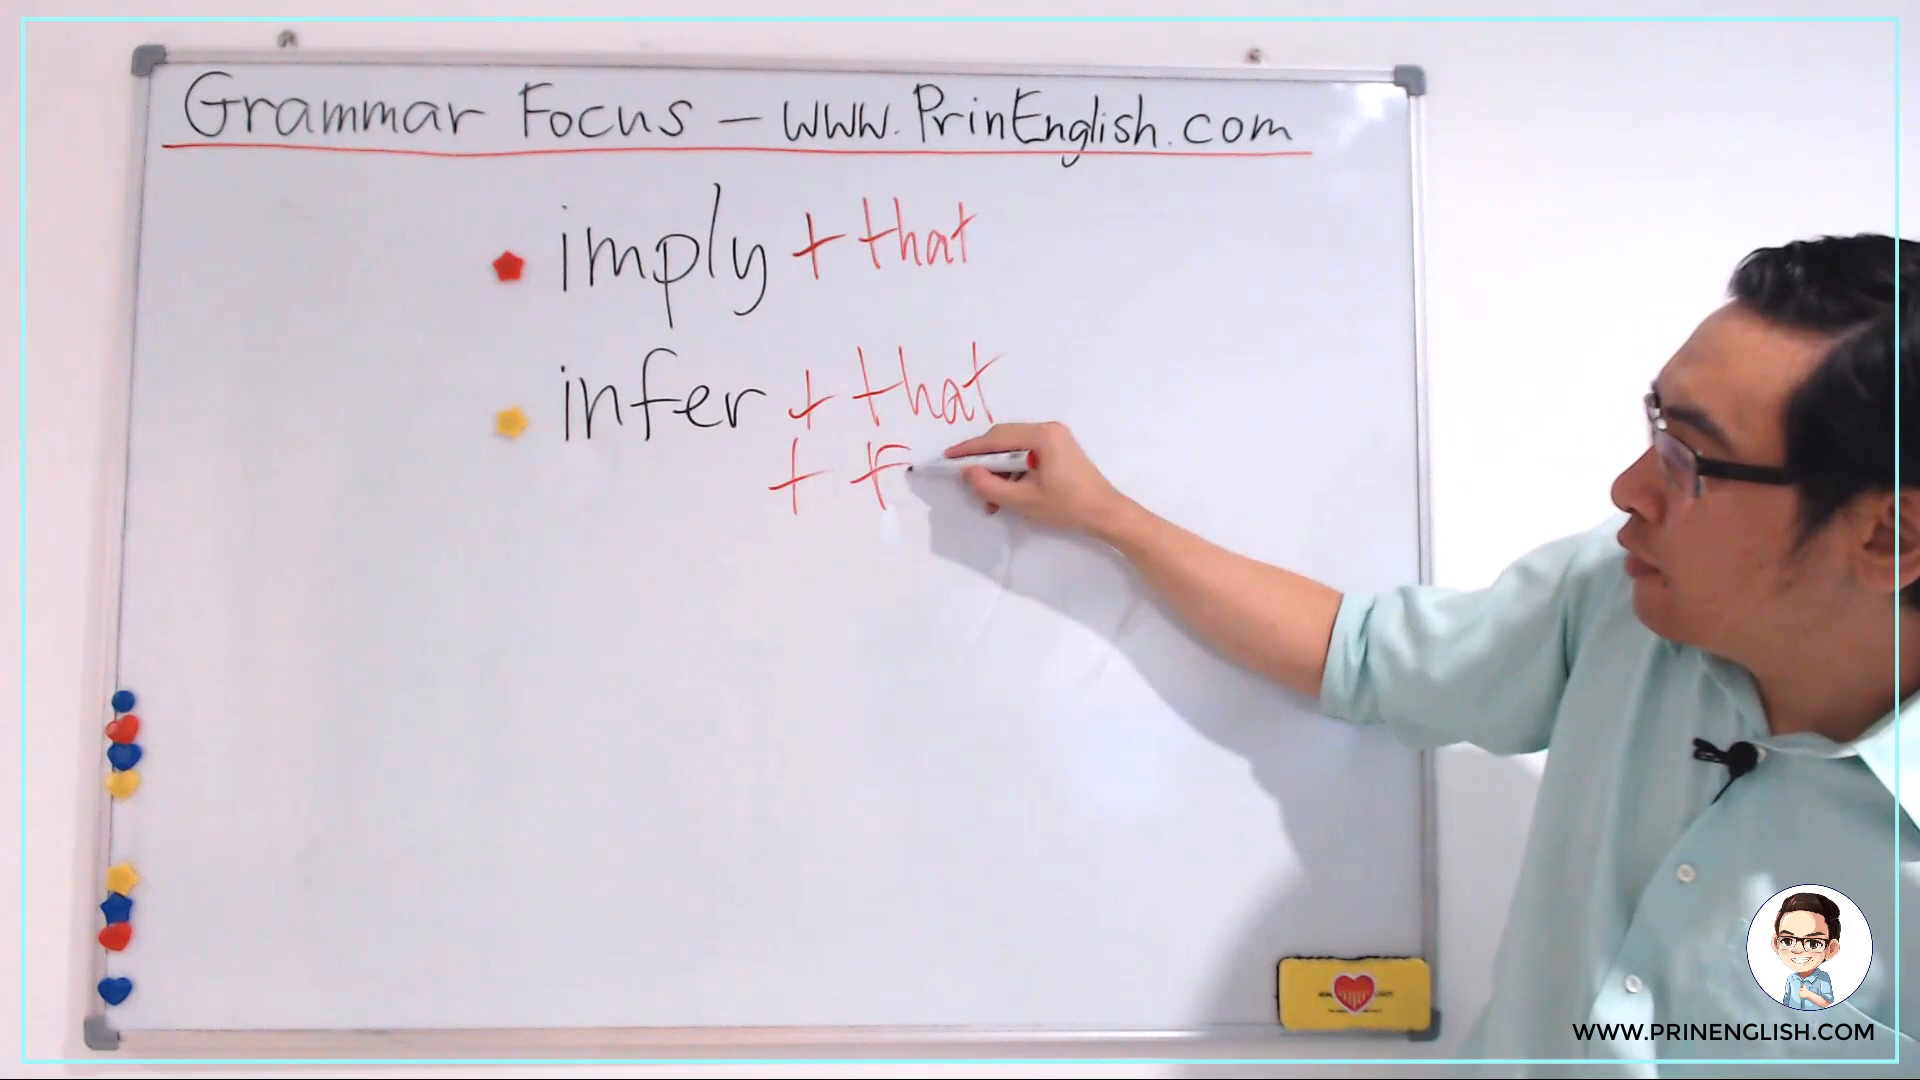 Grammar Focus - www.PrinEnglish.com
imply + that
infer + that
+ f
WWW.PRINENGLISH.COM